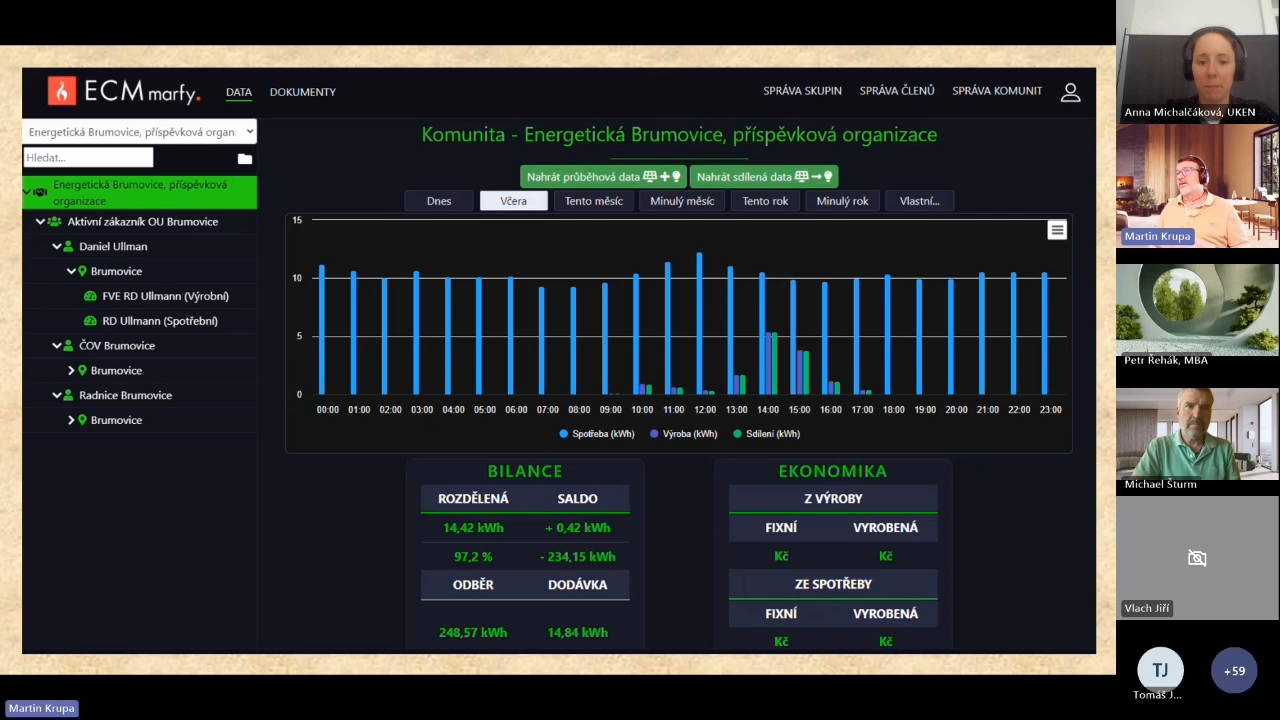 ECM marfy.
DATA
DOKUMENTY
SPRÁVA SKUPIN
SPRÁVA ČLENŮ
SPRÁVA KOMUNIT
Energetická Brumovice, příspěvková organi
Hledat...
Energetická Brumovice, příspěvková
organizace
Aktivní zákazník OU Brumovice
Daniel Ullman
Brumovice
FVE RD Ullmann (Výrobní)
RD Ullmann (Spotřební)
ČOV Brumovice
Brumovice
Radnice Brumovice
Brumovice
Komunita - Energetická Brumovice, příspěvková organizace
Nahrát průběhová data
Nahrát sdílená data
Dnes
Včera
Tento měsíc
Minulý měsíc
Tento rok
Minulý rok
Vlastní...
15
10
5
0
00:00 01:00 02:00 03:00 04:00 05:00 06:00 07:00 08:00 09:00 10:00 11:00 12:00 13:00 14:00 15:00 16:00 17:00 18:00 19:00 20:00 21:00 22:00 23:00
Spotřeba (kWh) Výroba (kWh) Sdílení (kWh)
BILANCE
ROZDĚLENÁ SALDO
14,42 kWh + 0,42 kWh
97,2 % - 234,15 kWh
ODBĚR DODÁVKA
248,57 kWh 14,84 kWh
EKONOMIKA
Z VÝROBY
FIXNÍ VYROBENÁ
Kč Kč
ZE SPOTŘEBY
FIXNÍ VYROBENÁ
Kč Kč
Anna Michalčáková, UKEN
Martin Krupa
Petr Řehák, MBA
Michael Šturm
Vlach Jiří
TJ
+59
Tomáš J...
Martin Krupa